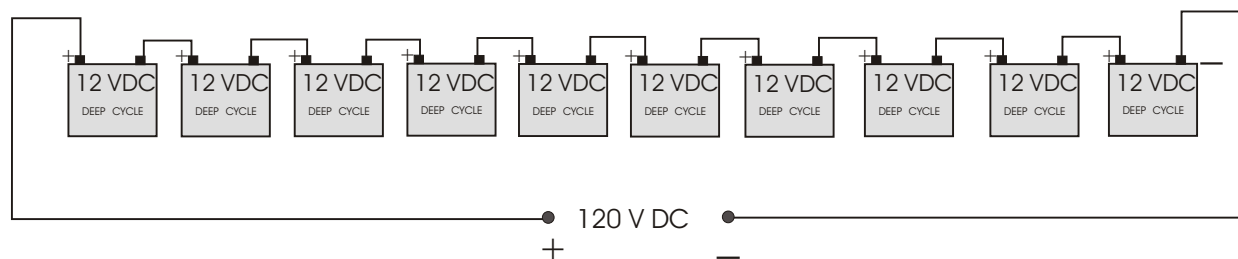 + + + + + + + + + + −
12 VDC 12 VDC 12 VDC 12 VDC 12 VDC 12 VDC 12 VDC 12 VDC 12 VDC 12 VDC
DEEP CYCLE DEEP CYCLE DEEP CYCLE DEEP CYCLE DEEP CYCLE DEEP CYCLE DEEP CYCLE DEEP CYCLE DEEP CYCLE DEEP CYCLE
120 V DC
+ −